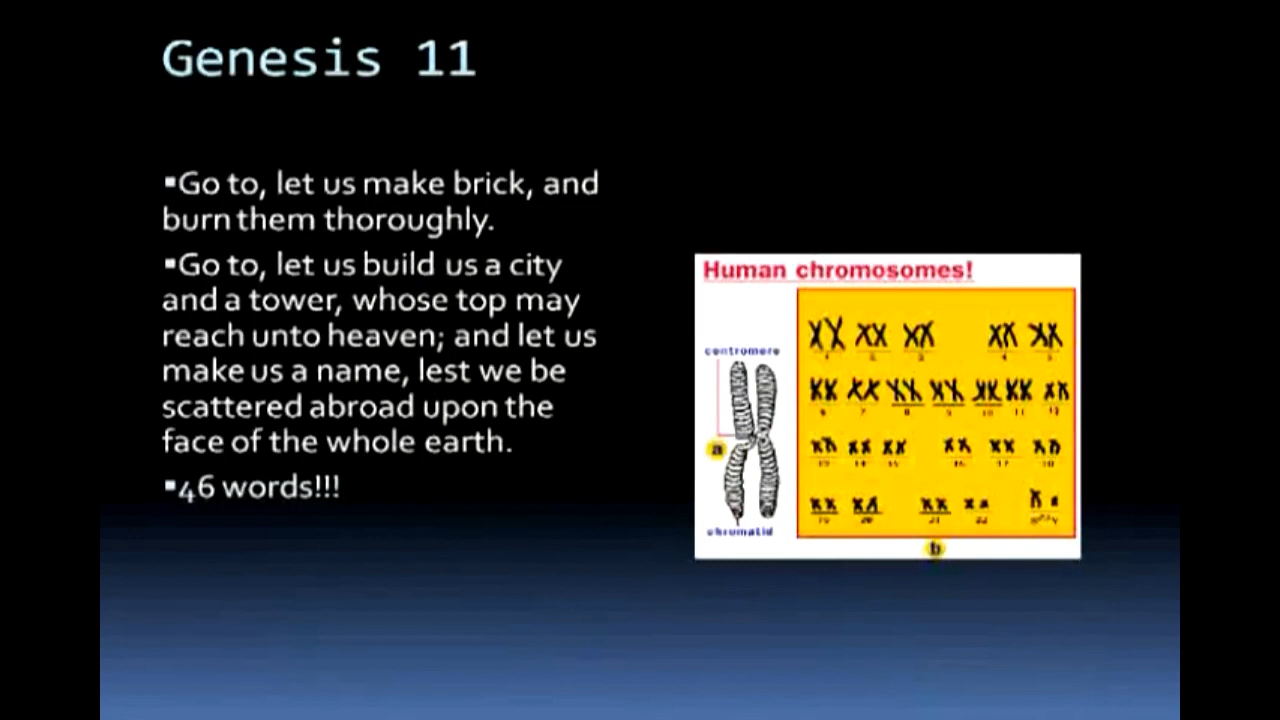 Genesis 11
▪Go to, let us make brick, and
burn them thoroughly.
▪Go to, let us build us a city
and a tower, whose top may
reach unto heaven; and let us
make us a name, lest we be
scattered abroad upon the
face of the whole earth.
▪46 words!!!
Human chromosomes!
centromere
a
chromatid
b